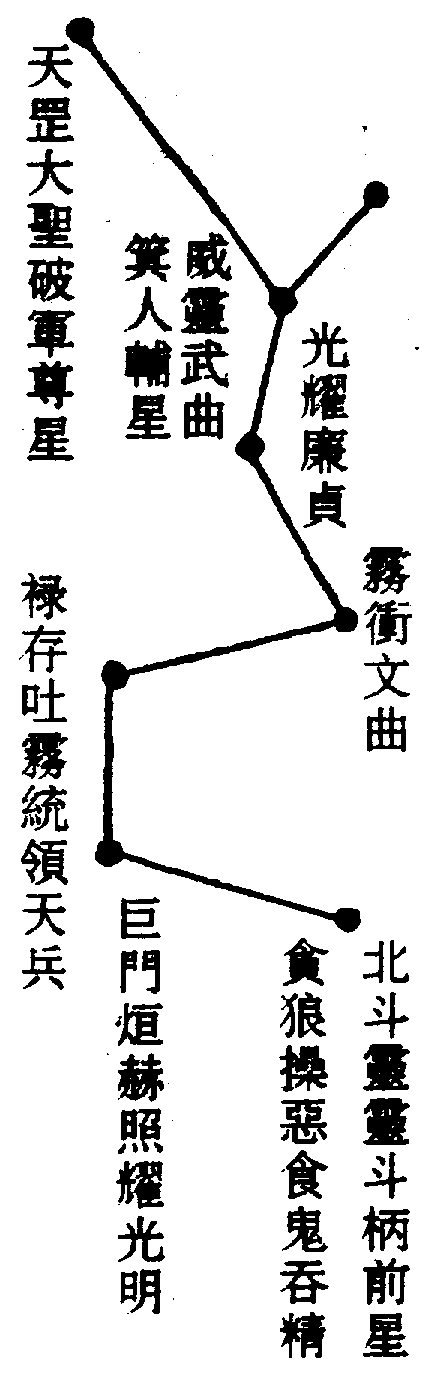 北斗靈靈斗柄前星
貪狼操惡食鬼吞精
巨門烜赫照耀光明
祿存吐霧統領天兵
霧衝文曲
光耀廉貞
威靈武曲
箕人輔星
天罡大聖破軍尊星